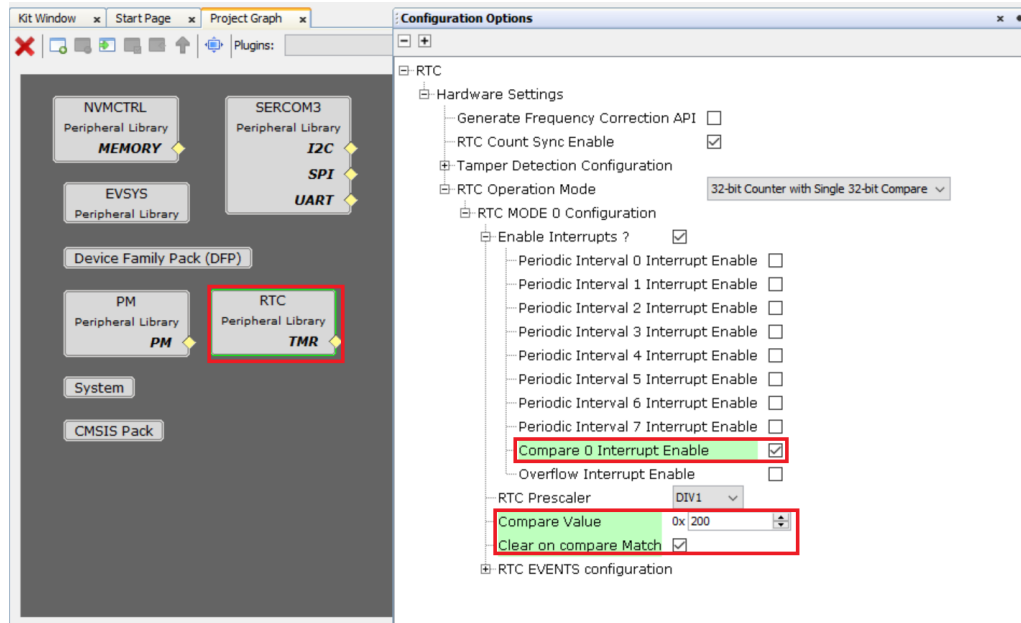 Kit Window x Start Page x Project Graph x
Plugins:
NVMCTRL
Peripheral Library
MEMORY
SERCOM3
Peripheral Library
I2C
SPI
UART
EVSYS
Peripheral Library
Device Family Pack (DFP)
PM
Peripheral Library
PM
RTC
Peripheral Library
TMR
System
CMSIS Pack
Configuration Options x
RTC
Hardware Settings
Generate Frequency Correction API
RTC Count Sync Enable
Tamper Detection Configuration
RTC Operation Mode 32-bit Counter with Single 32-bit Compare
RTC MODE 0 Configuration
Enable Interrupts ?
Periodic Interval 0 Interrupt Enable
Periodic Interval 1 Interrupt Enable
Periodic Interval 2 Interrupt Enable
Periodic Interval 3 Interrupt Enable
Periodic Interval 4 Interrupt Enable
Periodic Interval 5 Interrupt Enable
Periodic Interval 6 Interrupt Enable
Periodic Interval 7 Interrupt Enable
Compare 0 Interrupt Enable
Overflow Interrupt Enable
RTC Prescaler DIV1
Compare Value 0x 200
Clear on compare Match
RTC EVENTS configuration